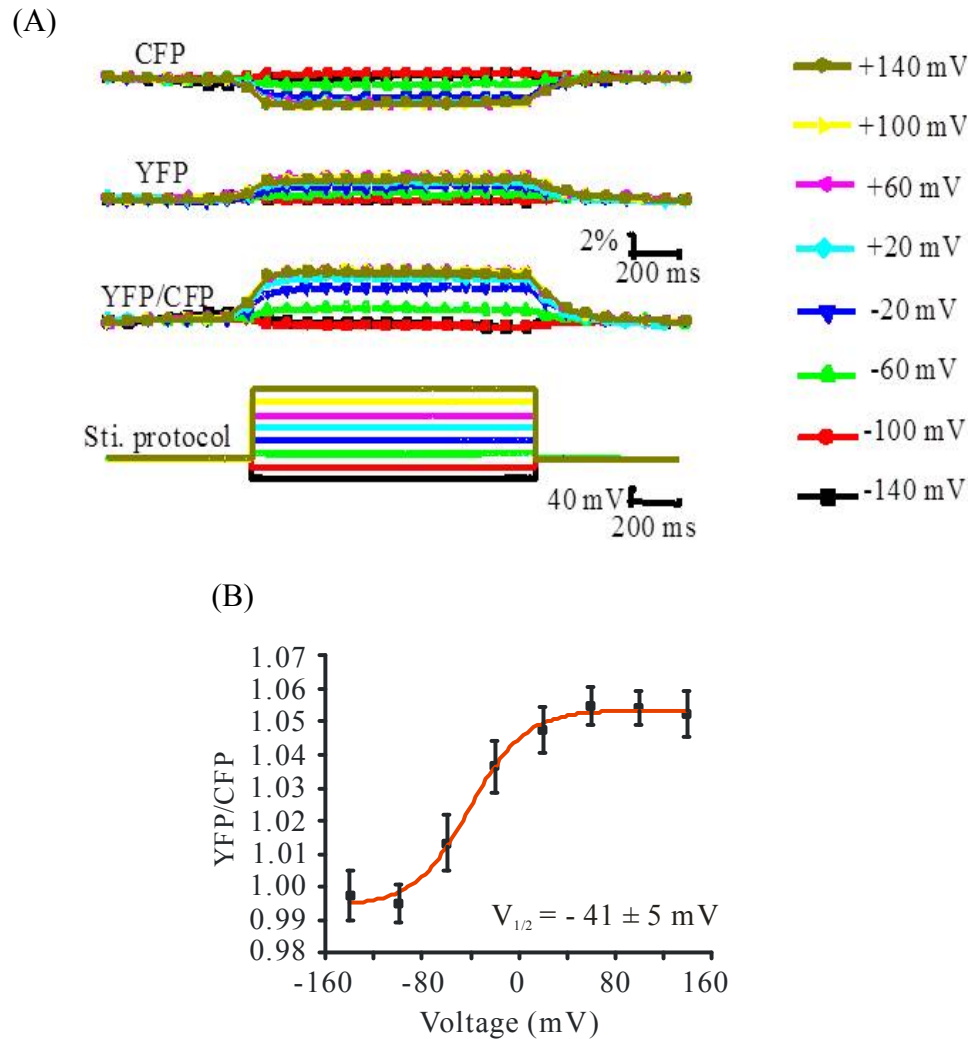 (A)
CFP
YFP
2%
200 ms
YFP/CFP
Sti. protocol
40 mV
200 ms
+140 mV
+100 mV
+60 mV
+20 mV
-20 mV
-60 mV
-100 mV
-140 mV
(B)
1.07
1.06
1.05
1.04
1.03
1.02
1.01
1.00
0.99
0.98
YFP/CFP
V1/2 = - 41 ± 5 mV
-160 -80 0 80 160
Voltage (mV)